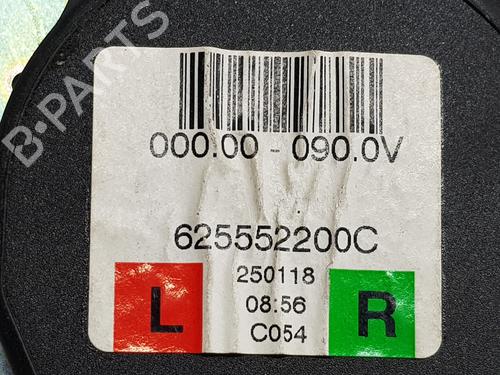 B-PARTS
000.00 - 090.0V
625552200C
250118
L 08:56 R
C054